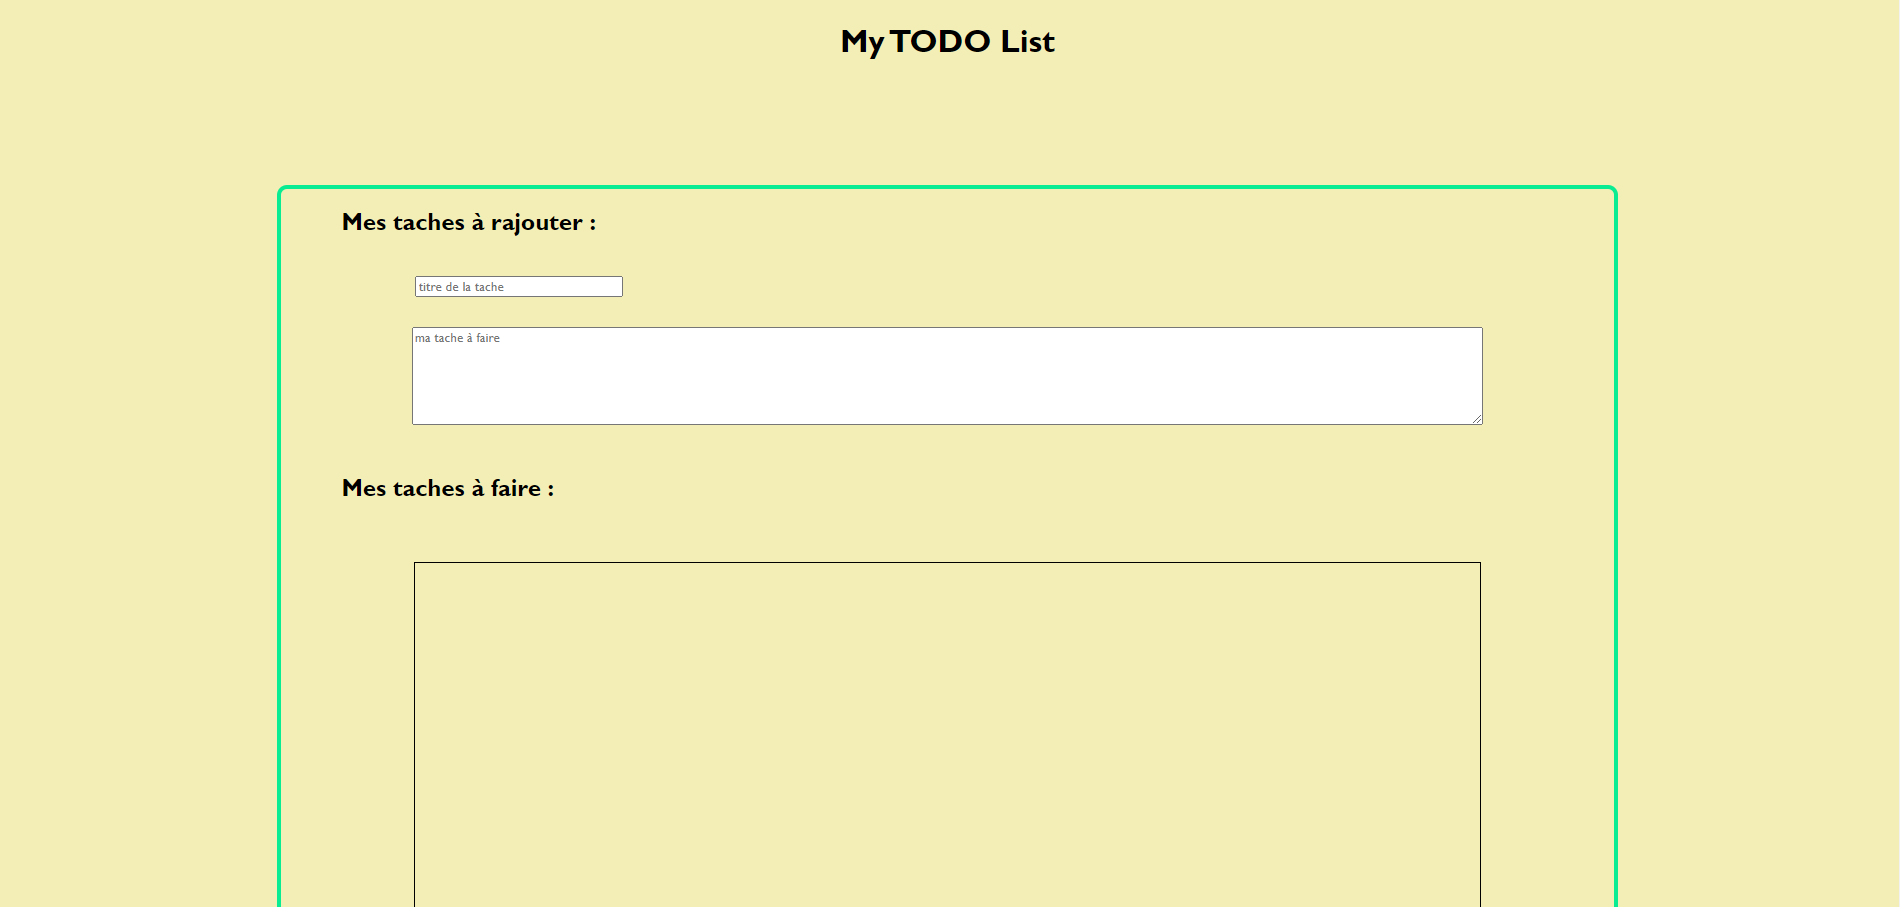 My TODO List
Mes taches à rajouter :
titre de la tache
ma tache à faire
Mes taches à faire :